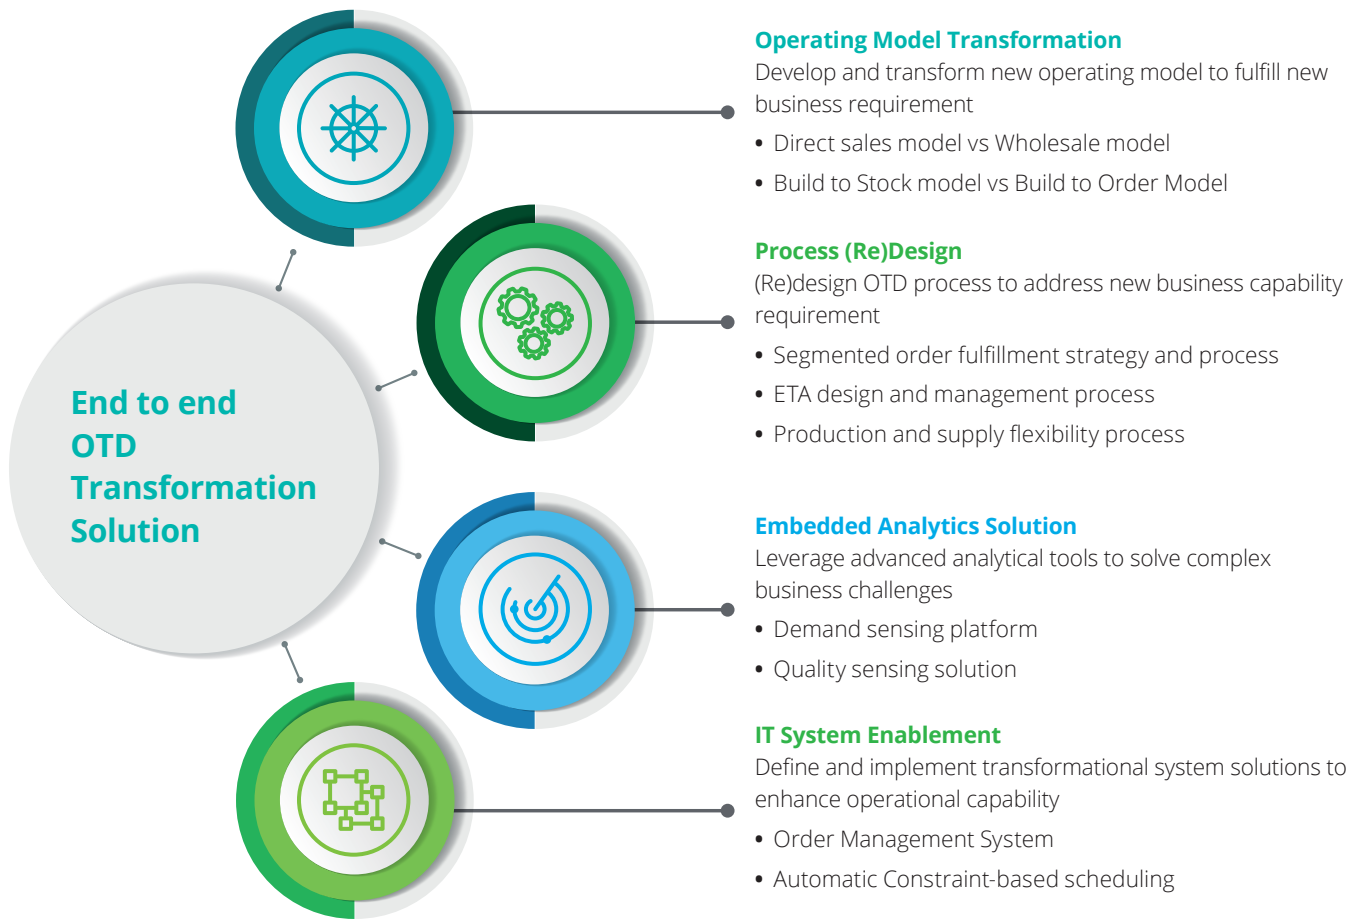 End to end
OTD
Transformation
Solution
Operating Model Transformation
Develop and transform new operating model to fulfill new
business requirement
• Direct sales model vs Wholesale model
• Build to Stock model vs Build to Order Model
Process (Re)Design
(Re)design OTD process to address new business capability
requirement
• Segmented order fulfillment strategy and process
• ETA design and management process
• Production and supply flexibility process
Embedded Analytics Solution
Leverage advanced analytical tools to solve complex
business challenges
• Demand sensing platform
• Quality sensing solution
IT System Enablement
Define and implement transformational system solutions to
enhance operational capability
• Order Management System
• Automatic Constraint-based scheduling